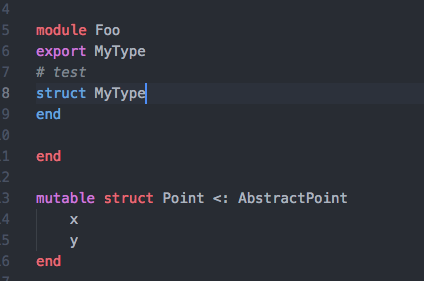 4
5 module Foo
6 export MyType
7 # test
8 struct MyType
9 end
0
1 end
2
3 mutable struct Point <: AbstractPoint
4     x
5     y
6 end
7